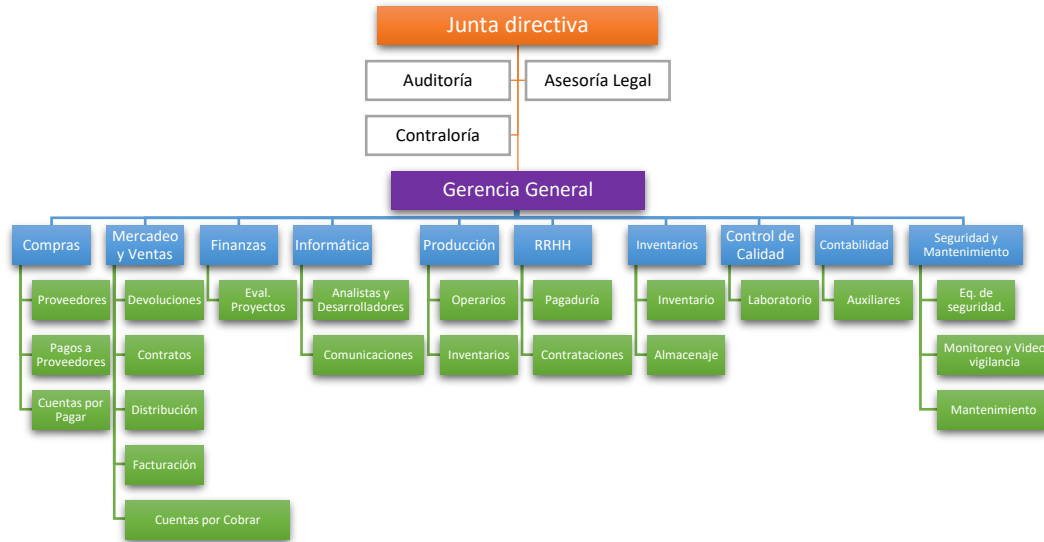 Junta directiva
Auditoría
Asesoría Legal
Contraloría
Gerencia General
Compras
Mercadeo
y Ventas
Finanzas
Informática
Producción
RRHH
Inventarios
Control de
Calidad
Contabilidad
Seguridad y
Mantenimiento
Proveedores
Pagos a
Proveedores
Cuentas por
Pagar
Devoluciones
Contratos
Distribución
Facturación
Cuentas por Cobrar
Eval.
Proyectos
Analistas y
Desarrolladores
Comunicaciones
Operarios
Inventarios
Pagaduría
Contrataciones
Inventario
Almacenaje
Laboratorio
Auxiliares
Eq. de
seguridad.
Monitoreo y Video
vigilancia
Mantenimiento